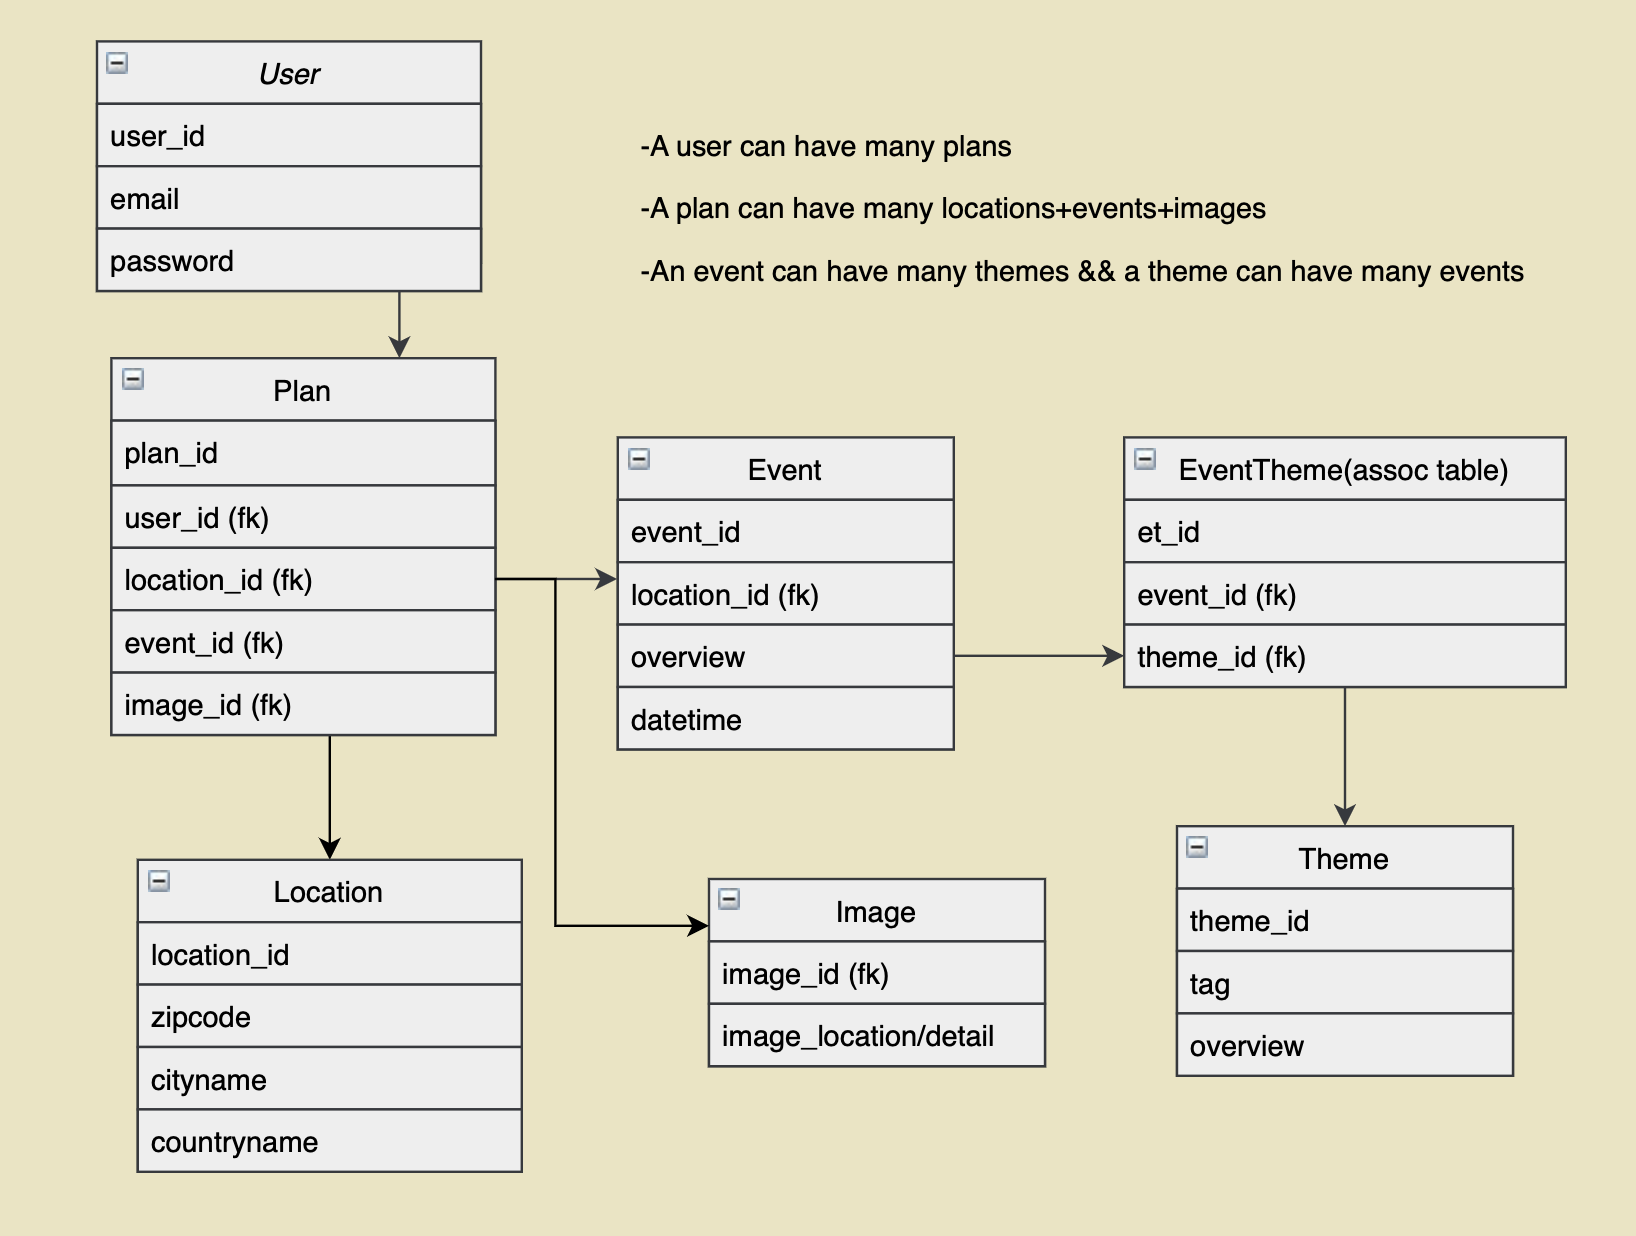 User
user_id
email
password
-A user can have many plans
-A plan can have many locations+events+images
-An event can have many themes && a theme can have many events
Plan
plan_id
user_id (fk)
location_id (fk)
event_id (fk)
image_id (fk)
Event
event_id
location_id (fk)
overview
datetime
EventTheme(assoc table)
et_id
event_id (fk)
theme_id (fk)
Location
location_id
zipcode
cityname
countryname
Image
image_id (fk)
image_location/detail
Theme
theme_id
tag
overview